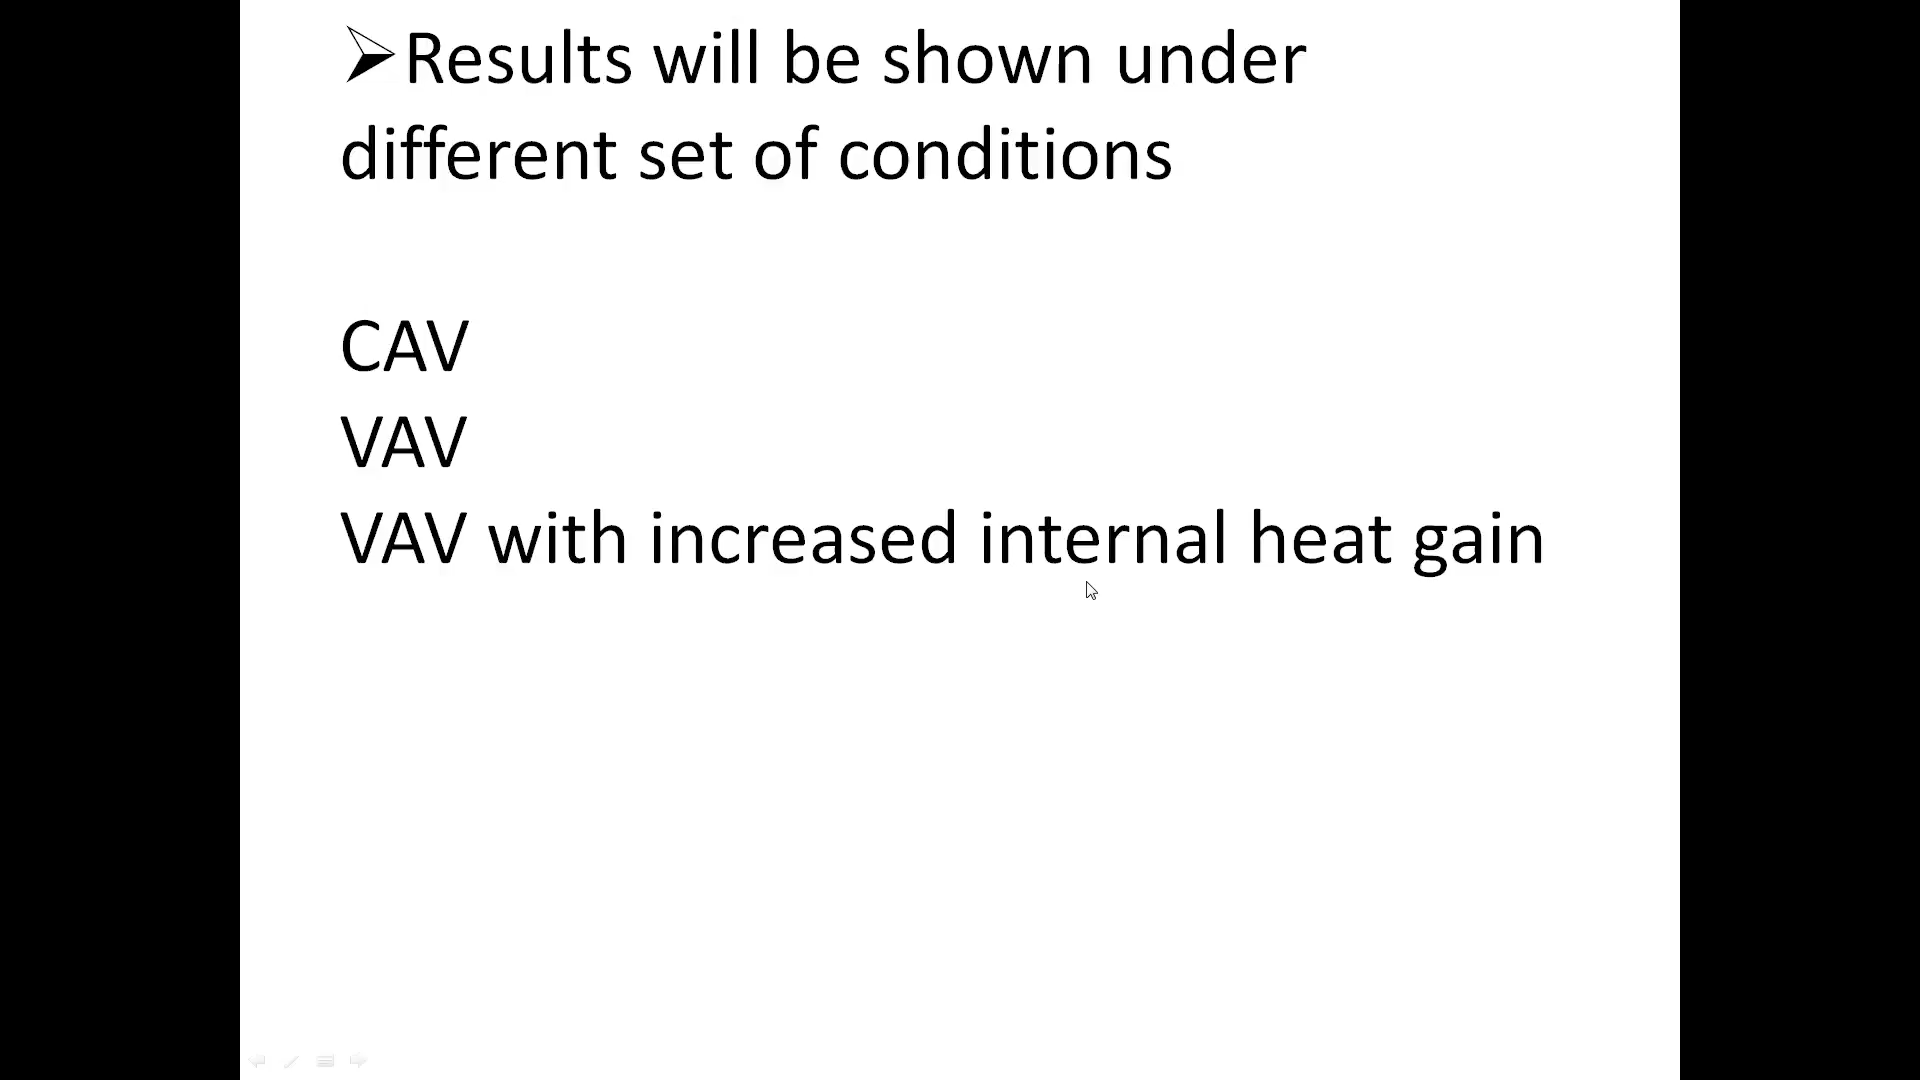 ➢Results will be shown under
different set of conditions
CAV
VAV
VAV with increased internal heat gain